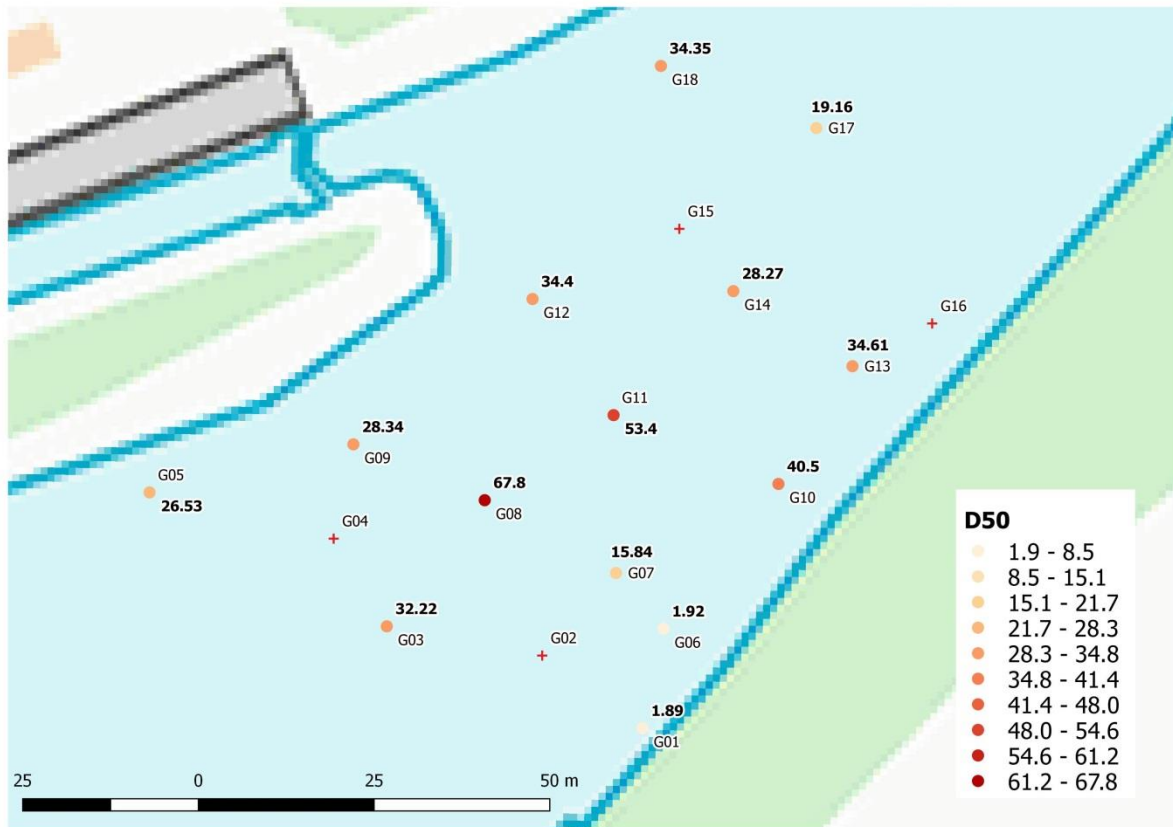 34.35
G18
19.16
G17
G15
28.27
G14
34.4
G12
G16
34.61
G13
G11
53.4
28.34
G09
G05
26.53
67.8
G08
40.5
G10
G04
15.84
G07
32.22
G03
1.92
G06
G02
1.89
G01
D50
1.9 - 8.5
8.5 - 15.1
15.1 - 21.7
21.7 - 28.3
28.3 - 34.8
34.8 - 41.4
41.4 - 48.0
48.0 - 54.6
54.6 - 61.2
61.2 - 67.8
25 0 25 50 m